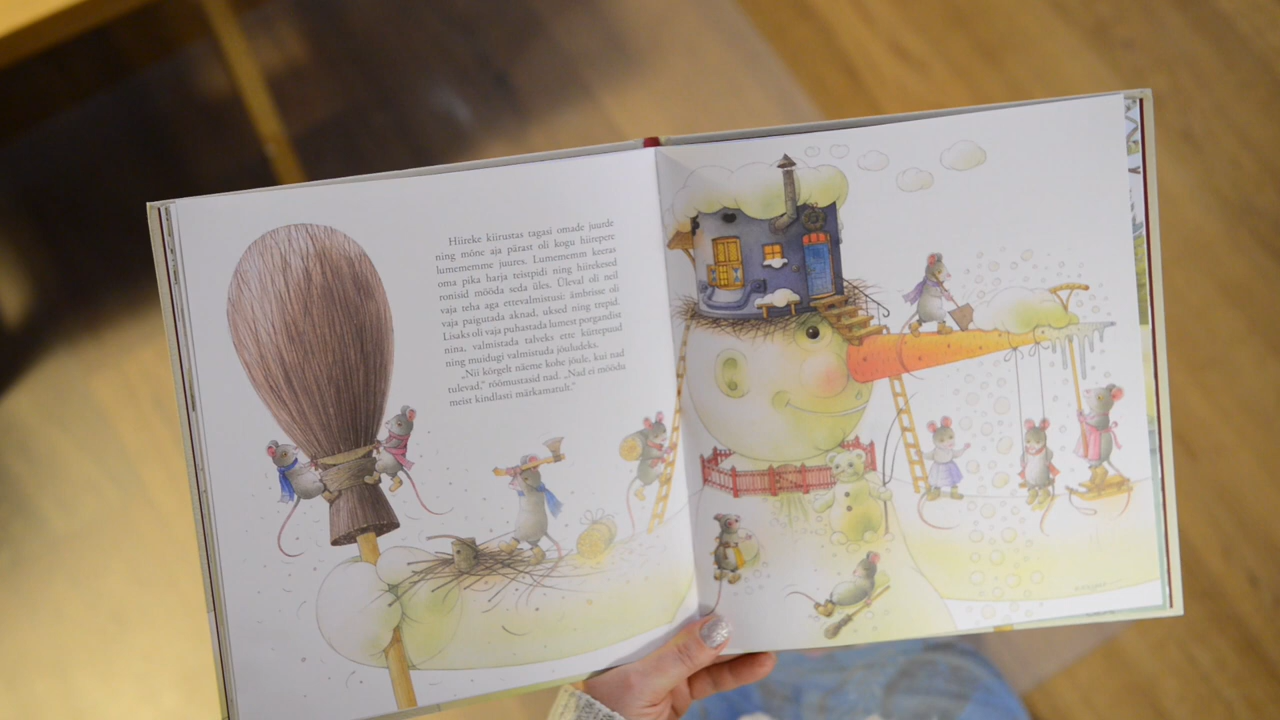 Hiireke kiirustas tagasi omade juurde
ning mõne aja pärast oli kogu hiirepere
lumememme juures. Lumememm keeras
oma pika harja teistpidi ning hiirekesed
ronisid mööda seda üles. Üleval oli neil
vaja teha aga ettevalmistusi: ämbrisse oli
vaja paigutada aknad, uksed ning trepid.
Lisaks oli vaja puhastada lumest porgandist
nina, valmistada talveks ette küttepuud
ning muidugi valmistuda jõuludeks.
„Nii kõrgelt näeme kohe jõule, kui nad
tulevad,“ rõõmustasid nad. „Nad ei möödu
meist kindlasti märkamatult.“